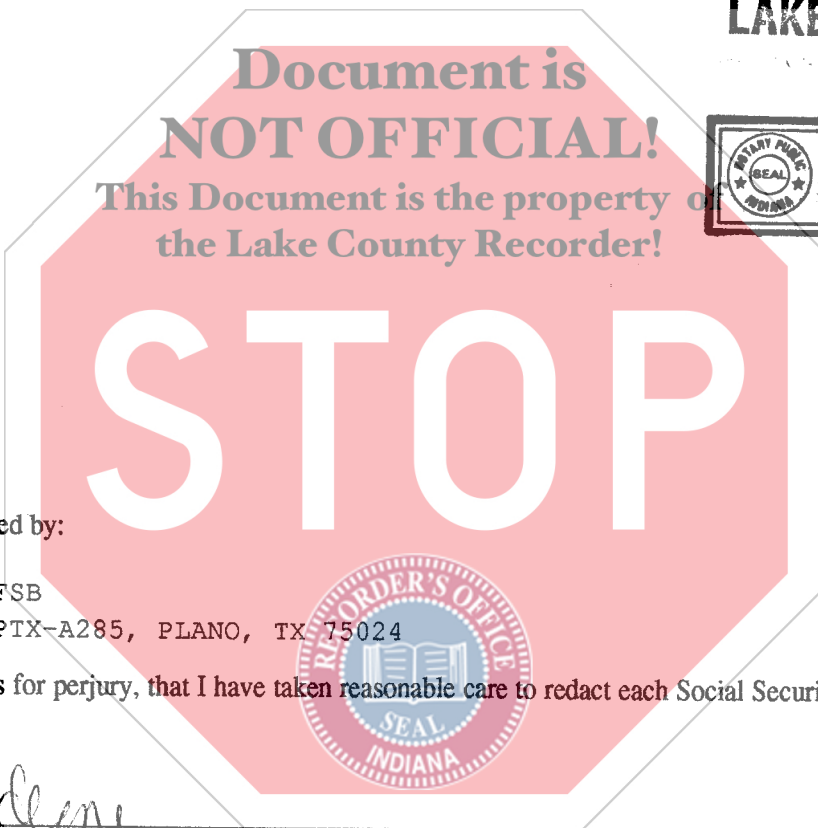 LAKE
Document is
NOT OFFICIAL!
NOTARY PUBLIC
SEAL
INDIANA
This Document is the property of
the Lake County Recorder!
STOP
ed by:
FSB
PTX-A285, PLANO, TX 75024
RECORDER'S OFFICE
s for perjury, that I have taken reasonable care to redact each Social Securi
SEAL
INDIANA